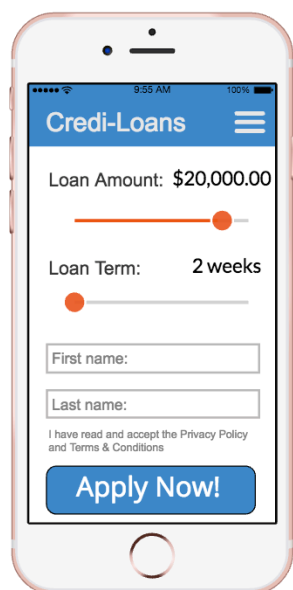 9:55 AM 100%
Credi-Loans
Loan Amount: $20,000.00
Loan Term: 2 weeks
First name:
Last name:
I have read and accept the Privacy Policy
and Terms & Conditions
Apply Now!